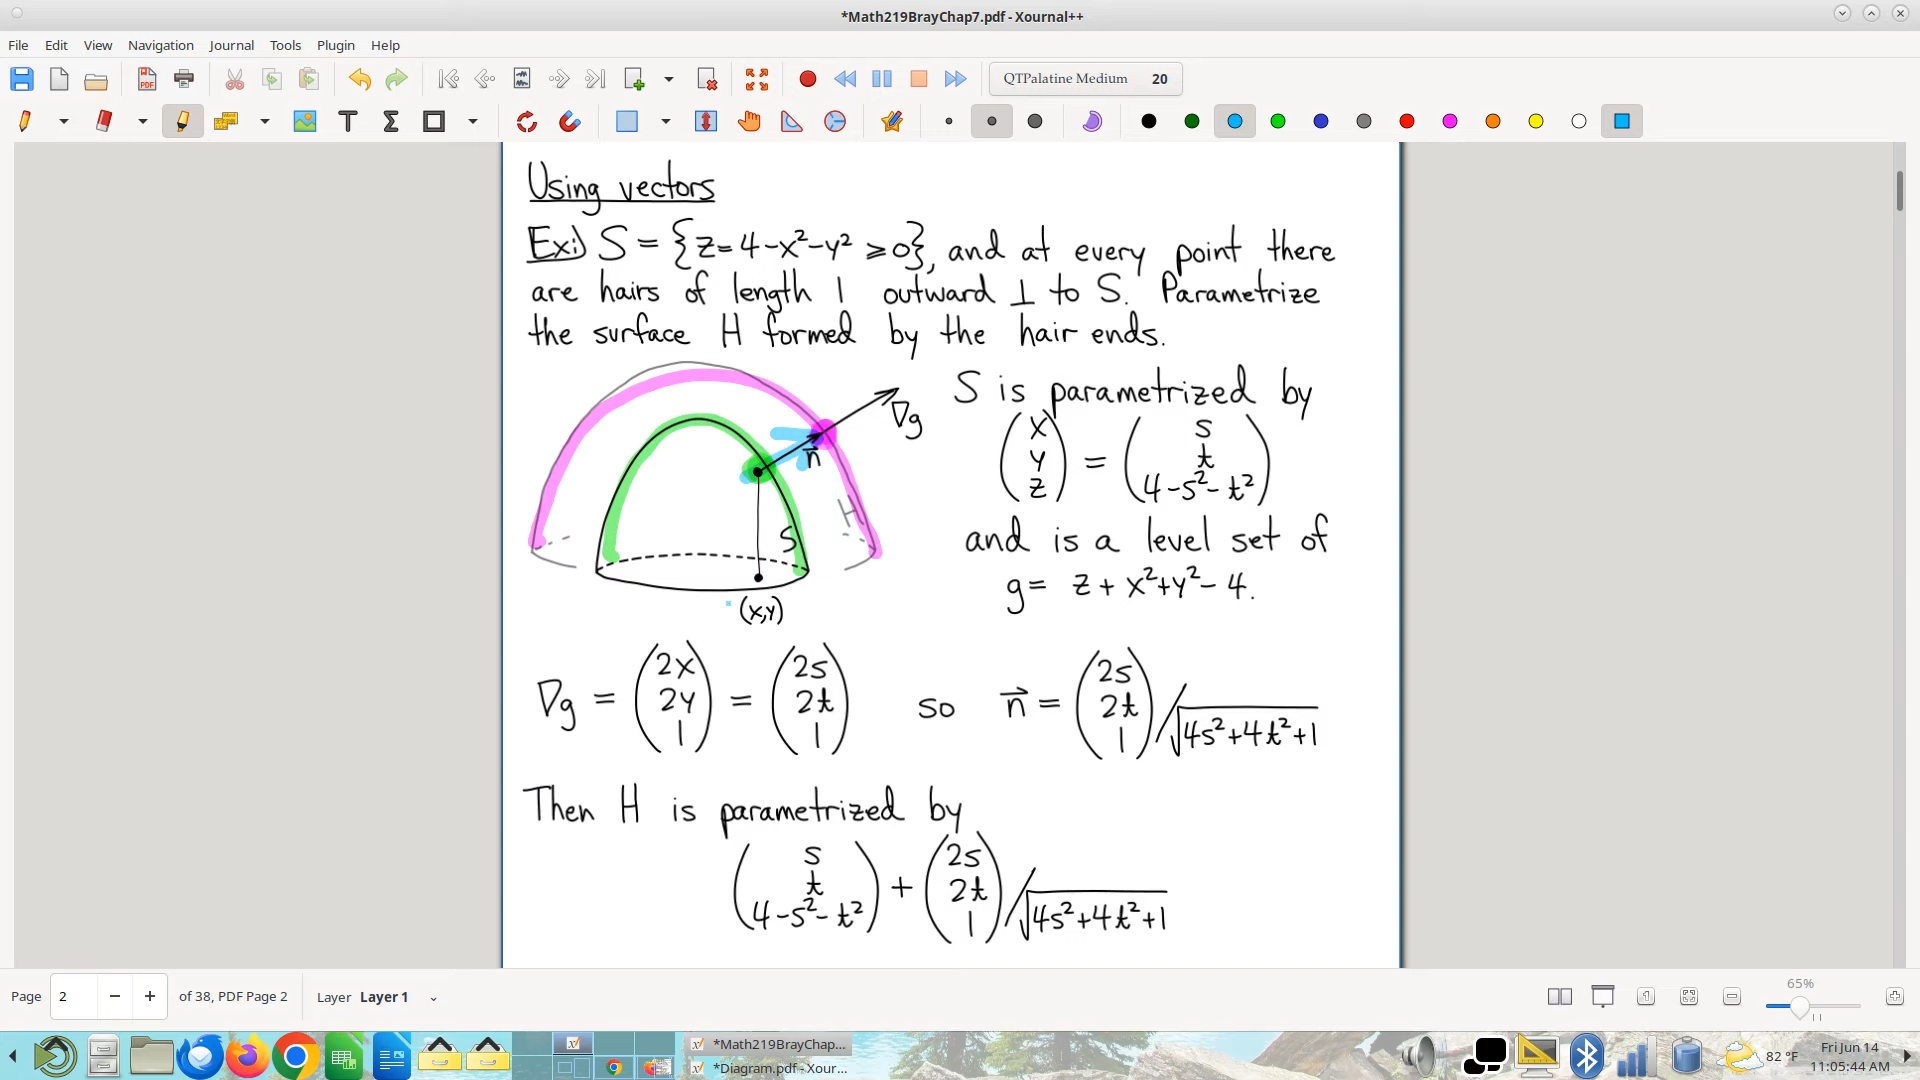 *Math219BrayChap7.pdf - Xournal++
File Edit View Navigation Journal Tools Plugin Help
QTPalatine Medium 20
Using vectors
Ex:) S = {z=4-x²-y² ⩾0}, and at every point there
are hairs of length 1 outward ⊥ to S. Parametrize
the surface H formed by the hair ends.
S is parametrized by
(x y z) = (s t 4-s²-t²)
and is a level set of
g= z+x²+y²-4.
∇g
n⃗
H
S
(x,y)
∇g = (2x 2y 1) = (2s 2t 1) so n⃗ = (2s 2t 1)/√4s²+4t²+1
Then H is parametrized by
(s t 4-s²-t²) + (2s 2t 1)/√4s²+4t²+1
Page 2 of 38, PDF Page 2 Layer Layer 1
65%
*Math219BrayChap...
*Diagram.pdf - Xour...
82 °F
Fri Jun 14
11:05:44 AM